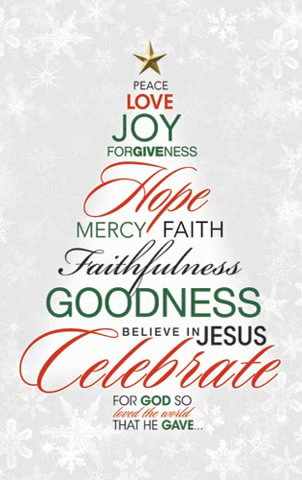 PEACE
LOVE
JOY
FORGIVENESS
Hope
MERCY FAITH
Faithfulness
GOODNESS
BELIEVE IN JESUS
Celebrate
FOR GOD SO
loved the world
THAT HE GAVE...